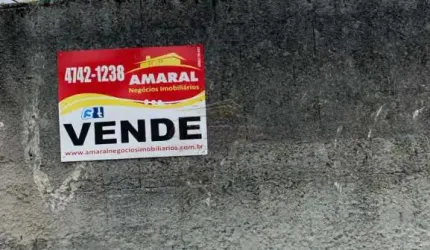 4742-1238 AMARAL
Negócios Imobiliários
VENDE
www.amaralnegociosimobiliarios.com.br